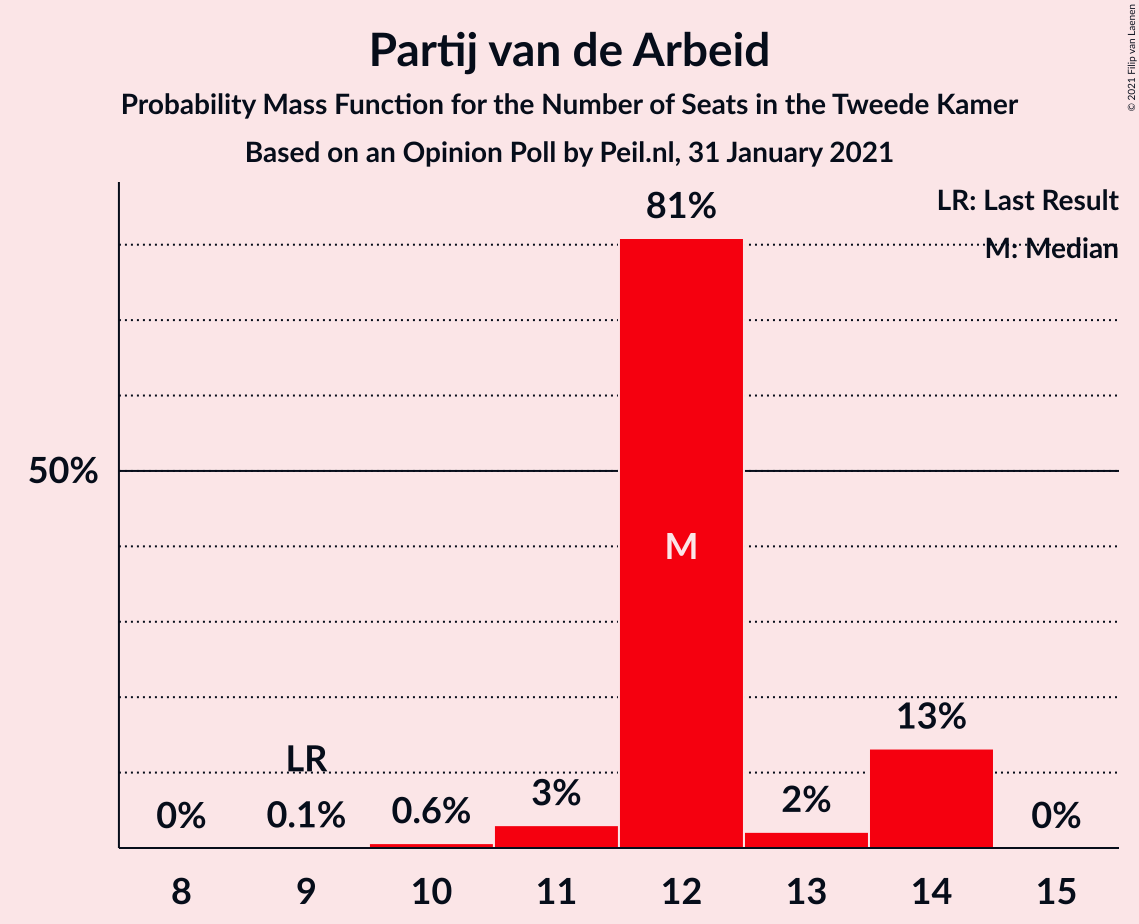 Partij van de Arbeid
Probability Mass Function for the Number of Seats in the Tweede Kamer
Based on an Opinion Poll by Peil.nl, 31 January 2021
© 2021 Filip van Laenen
LR: Last Result
M: Median
81%
50%
M
13%
LR
3%
2%
0%
0.1%
0.6%
0%
8 9 10 11 12 13 14 15